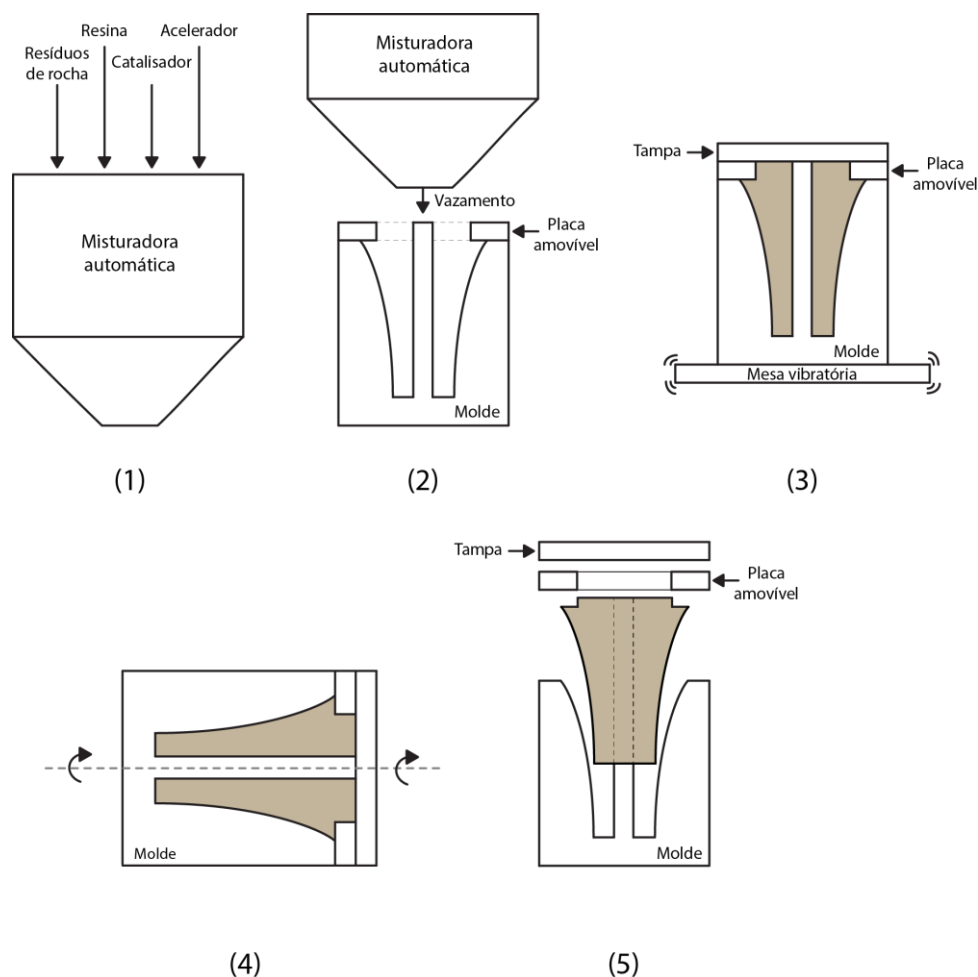 Resíduos
de rocha
Resina
Catalisador
Acelerador
Misturadora
automática
(1)
Misturadora
automática
Vazamento
Placa
amovível
Molde
(2)
Tampa
Placa
amovível
Molde
Mesa vibratória
(3)
Molde
(4)
Tampa
Placa
amovível
Molde
(5)